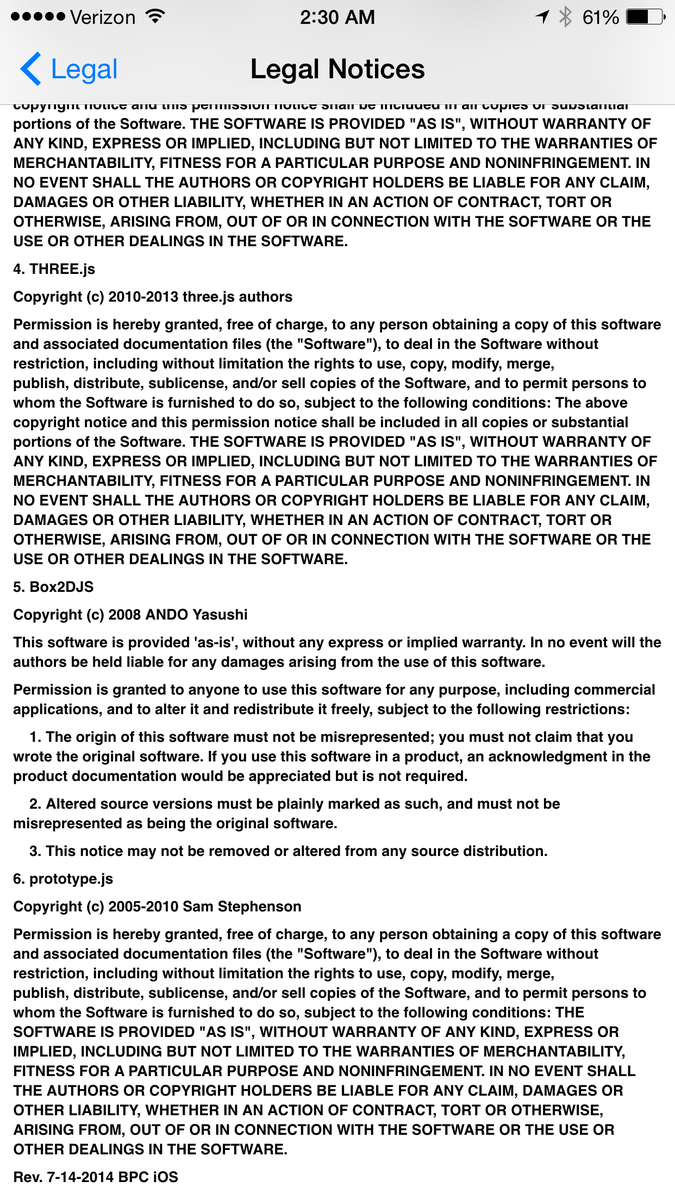 Verizon 2:30 AM 61%
Legal Legal Notices
copyright notice and this permission notice shall be included in all copies or substantial
portions of the Software. THE SOFTWARE IS PROVIDED "AS IS", WITHOUT WARRANTY OF
ANY KIND, EXPRESS OR IMPLIED, INCLUDING BUT NOT LIMITED TO THE WARRANTIES OF
MERCHANTABILITY, FITNESS FOR A PARTICULAR PURPOSE AND NONINFRINGEMENT. IN
NO EVENT SHALL THE AUTHORS OR COPYRIGHT HOLDERS BE LIABLE FOR ANY CLAIM,
DAMAGES OR OTHER LIABILITY, WHETHER IN AN ACTION OF CONTRACT, TORT OR
OTHERWISE, ARISING FROM, OUT OF OR IN CONNECTION WITH THE SOFTWARE OR THE
USE OR OTHER DEALINGS IN THE SOFTWARE.
4. THREE.js
Copyright (c) 2010-2013 three.js authors
Permission is hereby granted, free of charge, to any person obtaining a copy of this software
and associated documentation files (the "Software"), to deal in the Software without
restriction, including without limitation the rights to use, copy, modify, merge,
publish, distribute, sublicense, and/or sell copies of the Software, and to permit persons to
whom the Software is furnished to do so, subject to the following conditions: The above
copyright notice and this permission notice shall be included in all copies or substantial
portions of the Software. THE SOFTWARE IS PROVIDED "AS IS", WITHOUT WARRANTY OF
ANY KIND, EXPRESS OR IMPLIED, INCLUDING BUT NOT LIMITED TO THE WARRANTIES OF
MERCHANTABILITY, FITNESS FOR A PARTICULAR PURPOSE AND NONINFRINGEMENT. IN
NO EVENT SHALL THE AUTHORS OR COPYRIGHT HOLDERS BE LIABLE FOR ANY CLAIM,
DAMAGES OR OTHER LIABILITY, WHETHER IN AN ACTION OF CONTRACT, TORT OR
OTHERWISE, ARISING FROM, OUT OF OR IN CONNECTION WITH THE SOFTWARE OR THE
USE OR OTHER DEALINGS IN THE SOFTWARE.
5. Box2DJS
Copyright (c) 2008 ANDO Yasushi
This software is provided 'as-is', without any express or implied warranty. In no event will the
authors be held liable for any damages arising from the use of this software.
Permission is granted to anyone to use this software for any purpose, including commercial
applications, and to alter it and redistribute it freely, subject to the following restrictions:
1. The origin of this software must not be misrepresented; you must not claim that you
wrote the original software. If you use this software in a product, an acknowledgment in the
product documentation would be appreciated but is not required.
2. Altered source versions must be plainly marked as such, and must not be
misrepresented as being the original software.
3. This notice may not be removed or altered from any source distribution.
6. prototype.js
Copyright (c) 2005-2010 Sam Stephenson
Permission is hereby granted, free of charge, to any person obtaining a copy of this software
and associated documentation files (the "Software"), to deal in the Software without
restriction, including without limitation the rights to use, copy, modify, merge,
publish, distribute, sublicense, and/or sell copies of the Software, and to permit persons to
whom the Software is furnished to do so, subject to the following conditions: THE
SOFTWARE IS PROVIDED "AS IS", WITHOUT WARRANTY OF ANY KIND, EXPRESS OR
IMPLIED, INCLUDING BUT NOT LIMITED TO THE WARRANTIES OF MERCHANTABILITY,
FITNESS FOR A PARTICULAR PURPOSE AND NONINFRINGEMENT. IN NO EVENT SHALL
THE AUTHORS OR COPYRIGHT HOLDERS BE LIABLE FOR ANY CLAIM, DAMAGES OR
OTHER LIABILITY, WHETHER IN AN ACTION OF CONTRACT, TORT OR OTHERWISE,
ARISING FROM, OUT OF OR IN CONNECTION WITH THE SOFTWARE OR THE USE OR
OTHER DEALINGS IN THE SOFTWARE.
Rev. 7-14-2014 BPC iOS